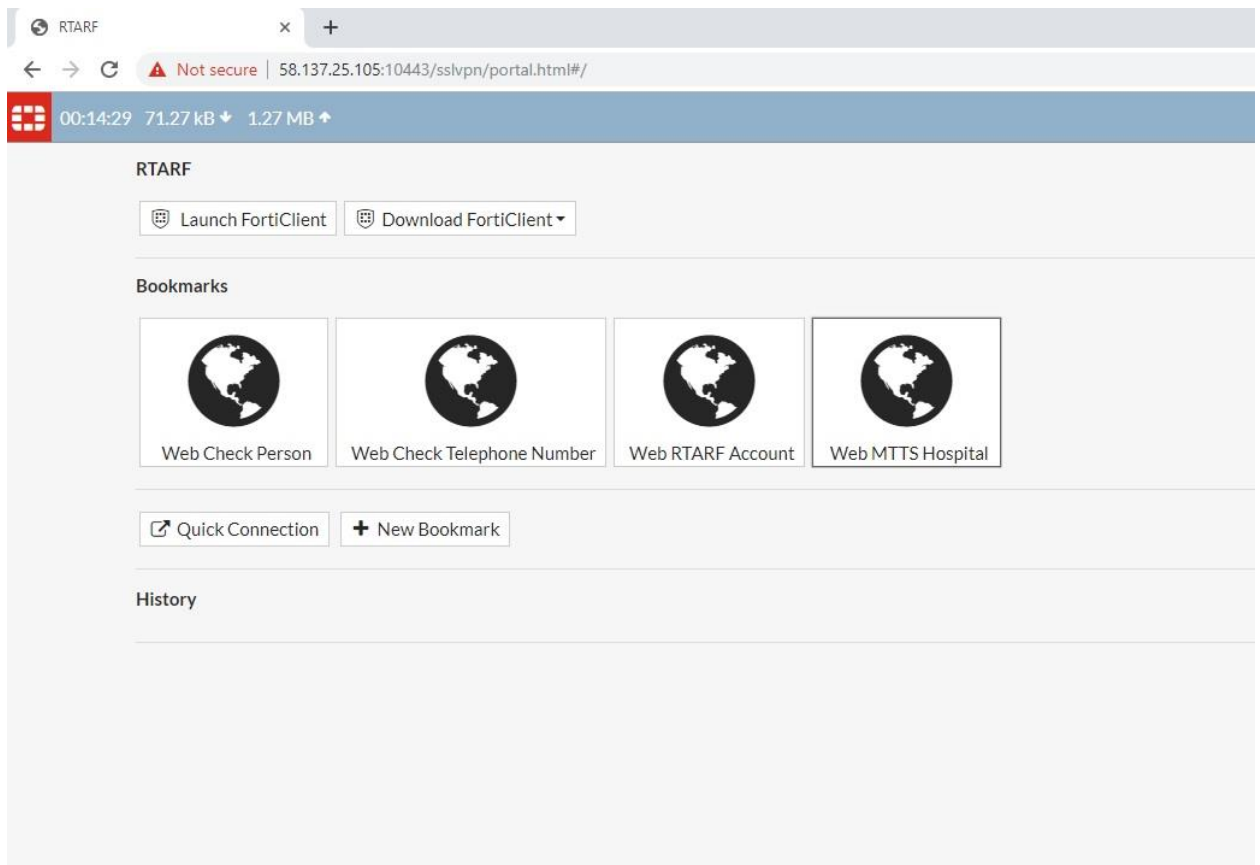 RTARF
Not secure | 58.137.25.105:10443/sslvpn/portal.html#/
00:14:29 71.27 kB 1.27 MB
RTARF
Launch FortiClient Download FortiClient
Bookmarks
Web Check Person Web Check Telephone Number Web RTARF Account Web MTTS Hospital
Quick Connection New Bookmark
History